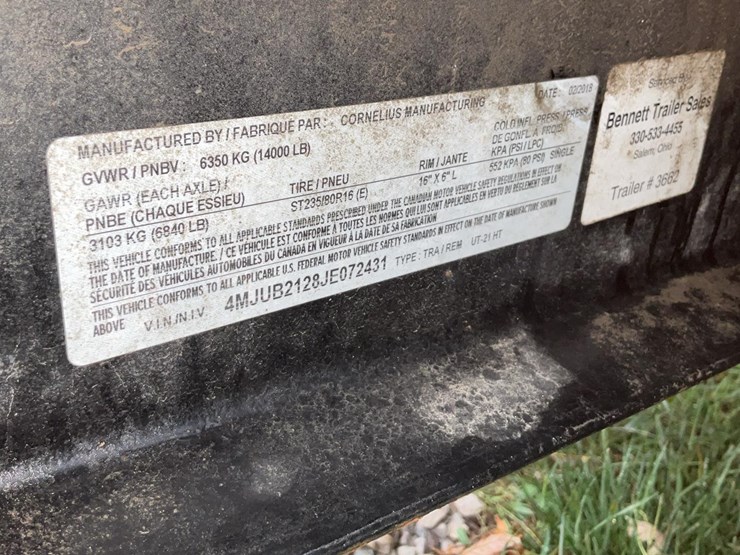 MANUFACTURED BY / FABRIQUE PAR: CORNELIUS MANUFACTURING DATE: 02/2018
GVWR / PNBV: 6350 KG (14000 LB)
GAWR (EACH AXLE) /
PNBE (CHAQUE ESSIEU)
3103 KG (6840 LB)
TIRE / PNEU
ST235/80R16 (E)
RIM / JANTE
16" X 6" L
COLD INFL. PRESS. / PRESS.
DE GONFL. A FROID
KPA (PSI / LPC)
552 KPA (80 PSI) SINGLE
THIS VEHICLE CONFORMS TO ALL APPLICABLE STANDARDS PRESCRIBED UNDER THE CANADIAN MOTOR VEHICLE SAFETY REGULATIONS IN EFFECT ON
THE DATE OF MANUFACTURE. / CE VÉHICULE EST CONFORME À TOUTES LES NORMES QUI LUI SONT APPLICABLES EN VERTU DU RÈGLEMENT SUR LA
SÉCURITÉ DES VÉHICULES AUTOMOBILES DU CANADA EN VIGUEUR À LA DATE DE SA FABRICATION
THIS VEHICLE CONFORMS TO ALL APPLICABLE U.S. FEDERAL MOTOR VEHICLE SAFETY STANDARDS IN EFFECT ON THE DATE OF MANUFACTURE SHOWN
ABOVE V.I.N./N.I.V. 4MJUB2128JE072431 TYPE: TRA / REM UT-21 HT
Bennett Trailer Sales
330-533-4455
Salem, Ohio
Trailer # 3662